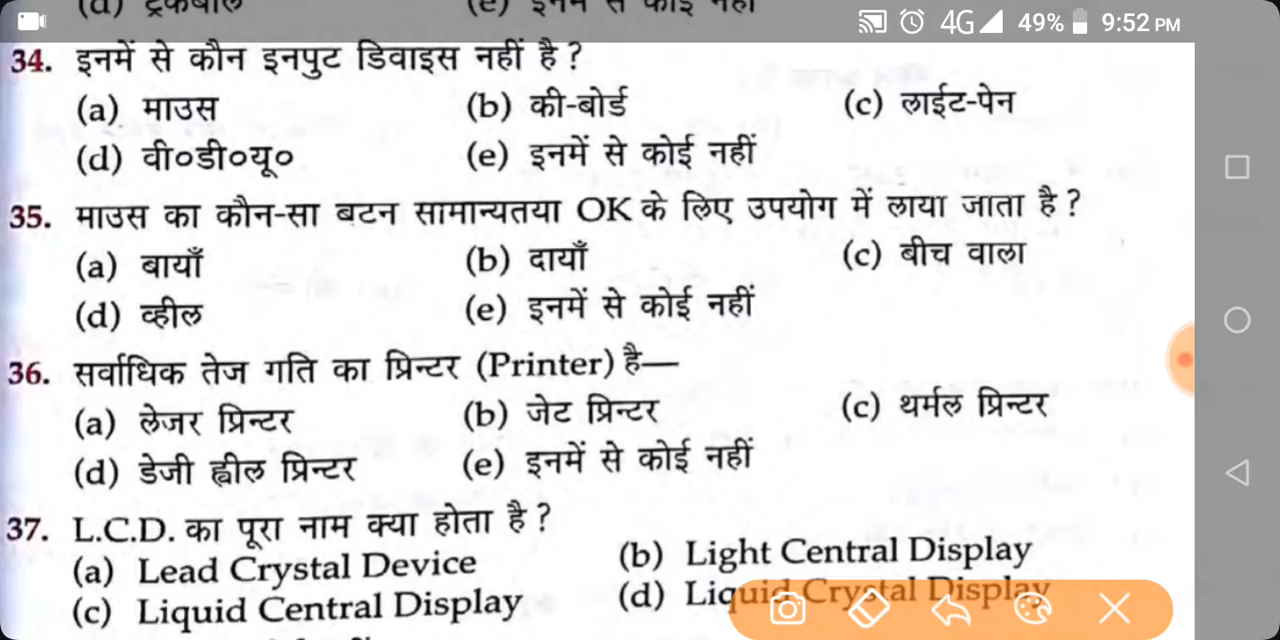 4G 49% 9:52 PM
34. इनमें से कौन इनपुट डिवाइस नहीं है ?
(a) माउस (b) की-बोर्ड (c) लाईट-पेन
(d) वी०डी०यू० (e) इनमें से कोई नहीं
35. माउस का कौन-सा बटन सामान्यतया OK के लिए उपयोग में लाया जाता है ?
(a) बायाँ (b) दायाँ (c) बीच वाला
(d) व्हील (e) इनमें से कोई नहीं
36. सर्वाधिक तेज गति का प्रिन्टर (Printer) है—
(a) लेजर प्रिन्टर (b) जेट प्रिन्टर (c) थर्मल प्रिन्टर
(d) डेजी ह्वील प्रिन्टर (e) इनमें से कोई नहीं
37. L.C.D. का पूरा नाम क्या होता है ?
(a) Lead Crystal Device (b) Light Central Display
(c) Liquid Central Display (d) Liquid Crystal Display